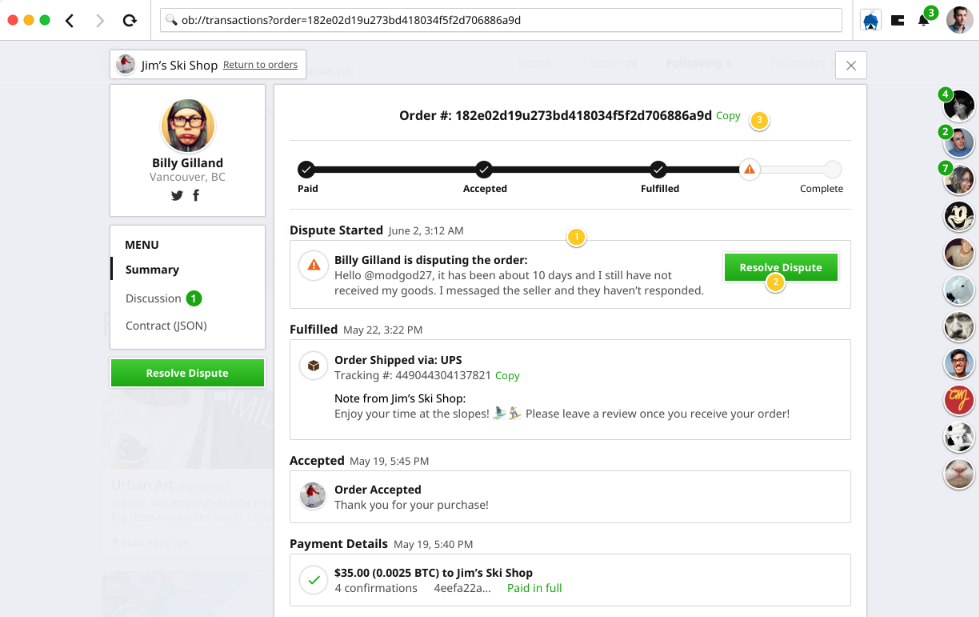 ob://transactions?order=182e02d19u273bd418034f5f2d706886a9d
3
Jim's Ski Shop Return to orders
Following
Billy Gilland
Vancouver, BC
MENU
Summary
Discussion 1
Contract (JSON)
Resolve Dispute
Urban Art
Order #: 182e02d19u273bd418034f5f2d706886a9d Copy 3
Paid Accepted Fulfilled Complete
Dispute Started June 2, 3:12 AM
1
Billy Gilland is disputing the order:
Hello @modgod27, it has been about 10 days and I still have not
received my goods. I messaged the seller and they haven’t responded.
Resolve Dispute
2
Fulfilled May 22, 3:22 PM
Order Shipped via: UPS
Tracking #: 449044304137821 Copy
Note from Jim’s Ski Shop:
Enjoy your time at the slopes! 🏂 Please leave a review once you receive your order!
Accepted May 19, 5:45 PM
Order Accepted
Thank you for your purchase!
Payment Details May 19, 5:40 PM
$35.00 (0.0025 BTC) to Jim’s Ski Shop
4 confirmations 4eefa22a... Paid in full
4
2
7